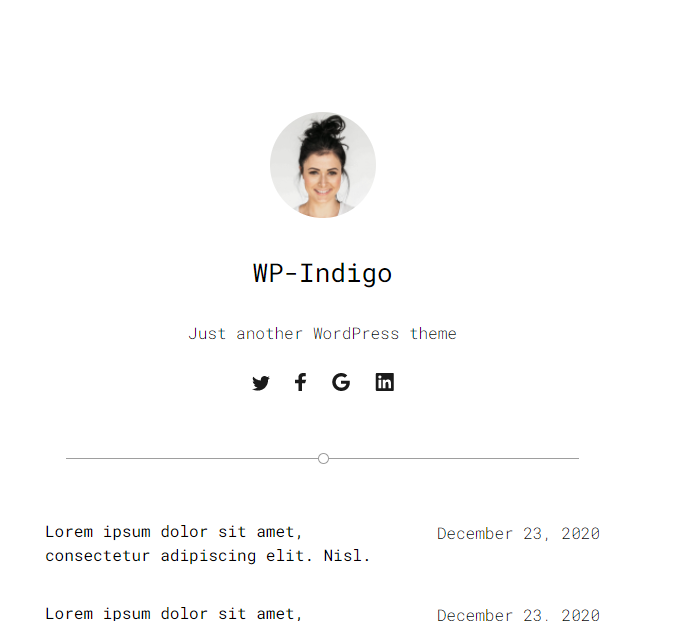 WP-Indigo
Just another WordPress theme
Lorem ipsum dolor sit amet,
consectetur adipiscing elit. Nisl.
December 23, 2020
Lorem ipsum dolor sit amet,
December 23, 2020